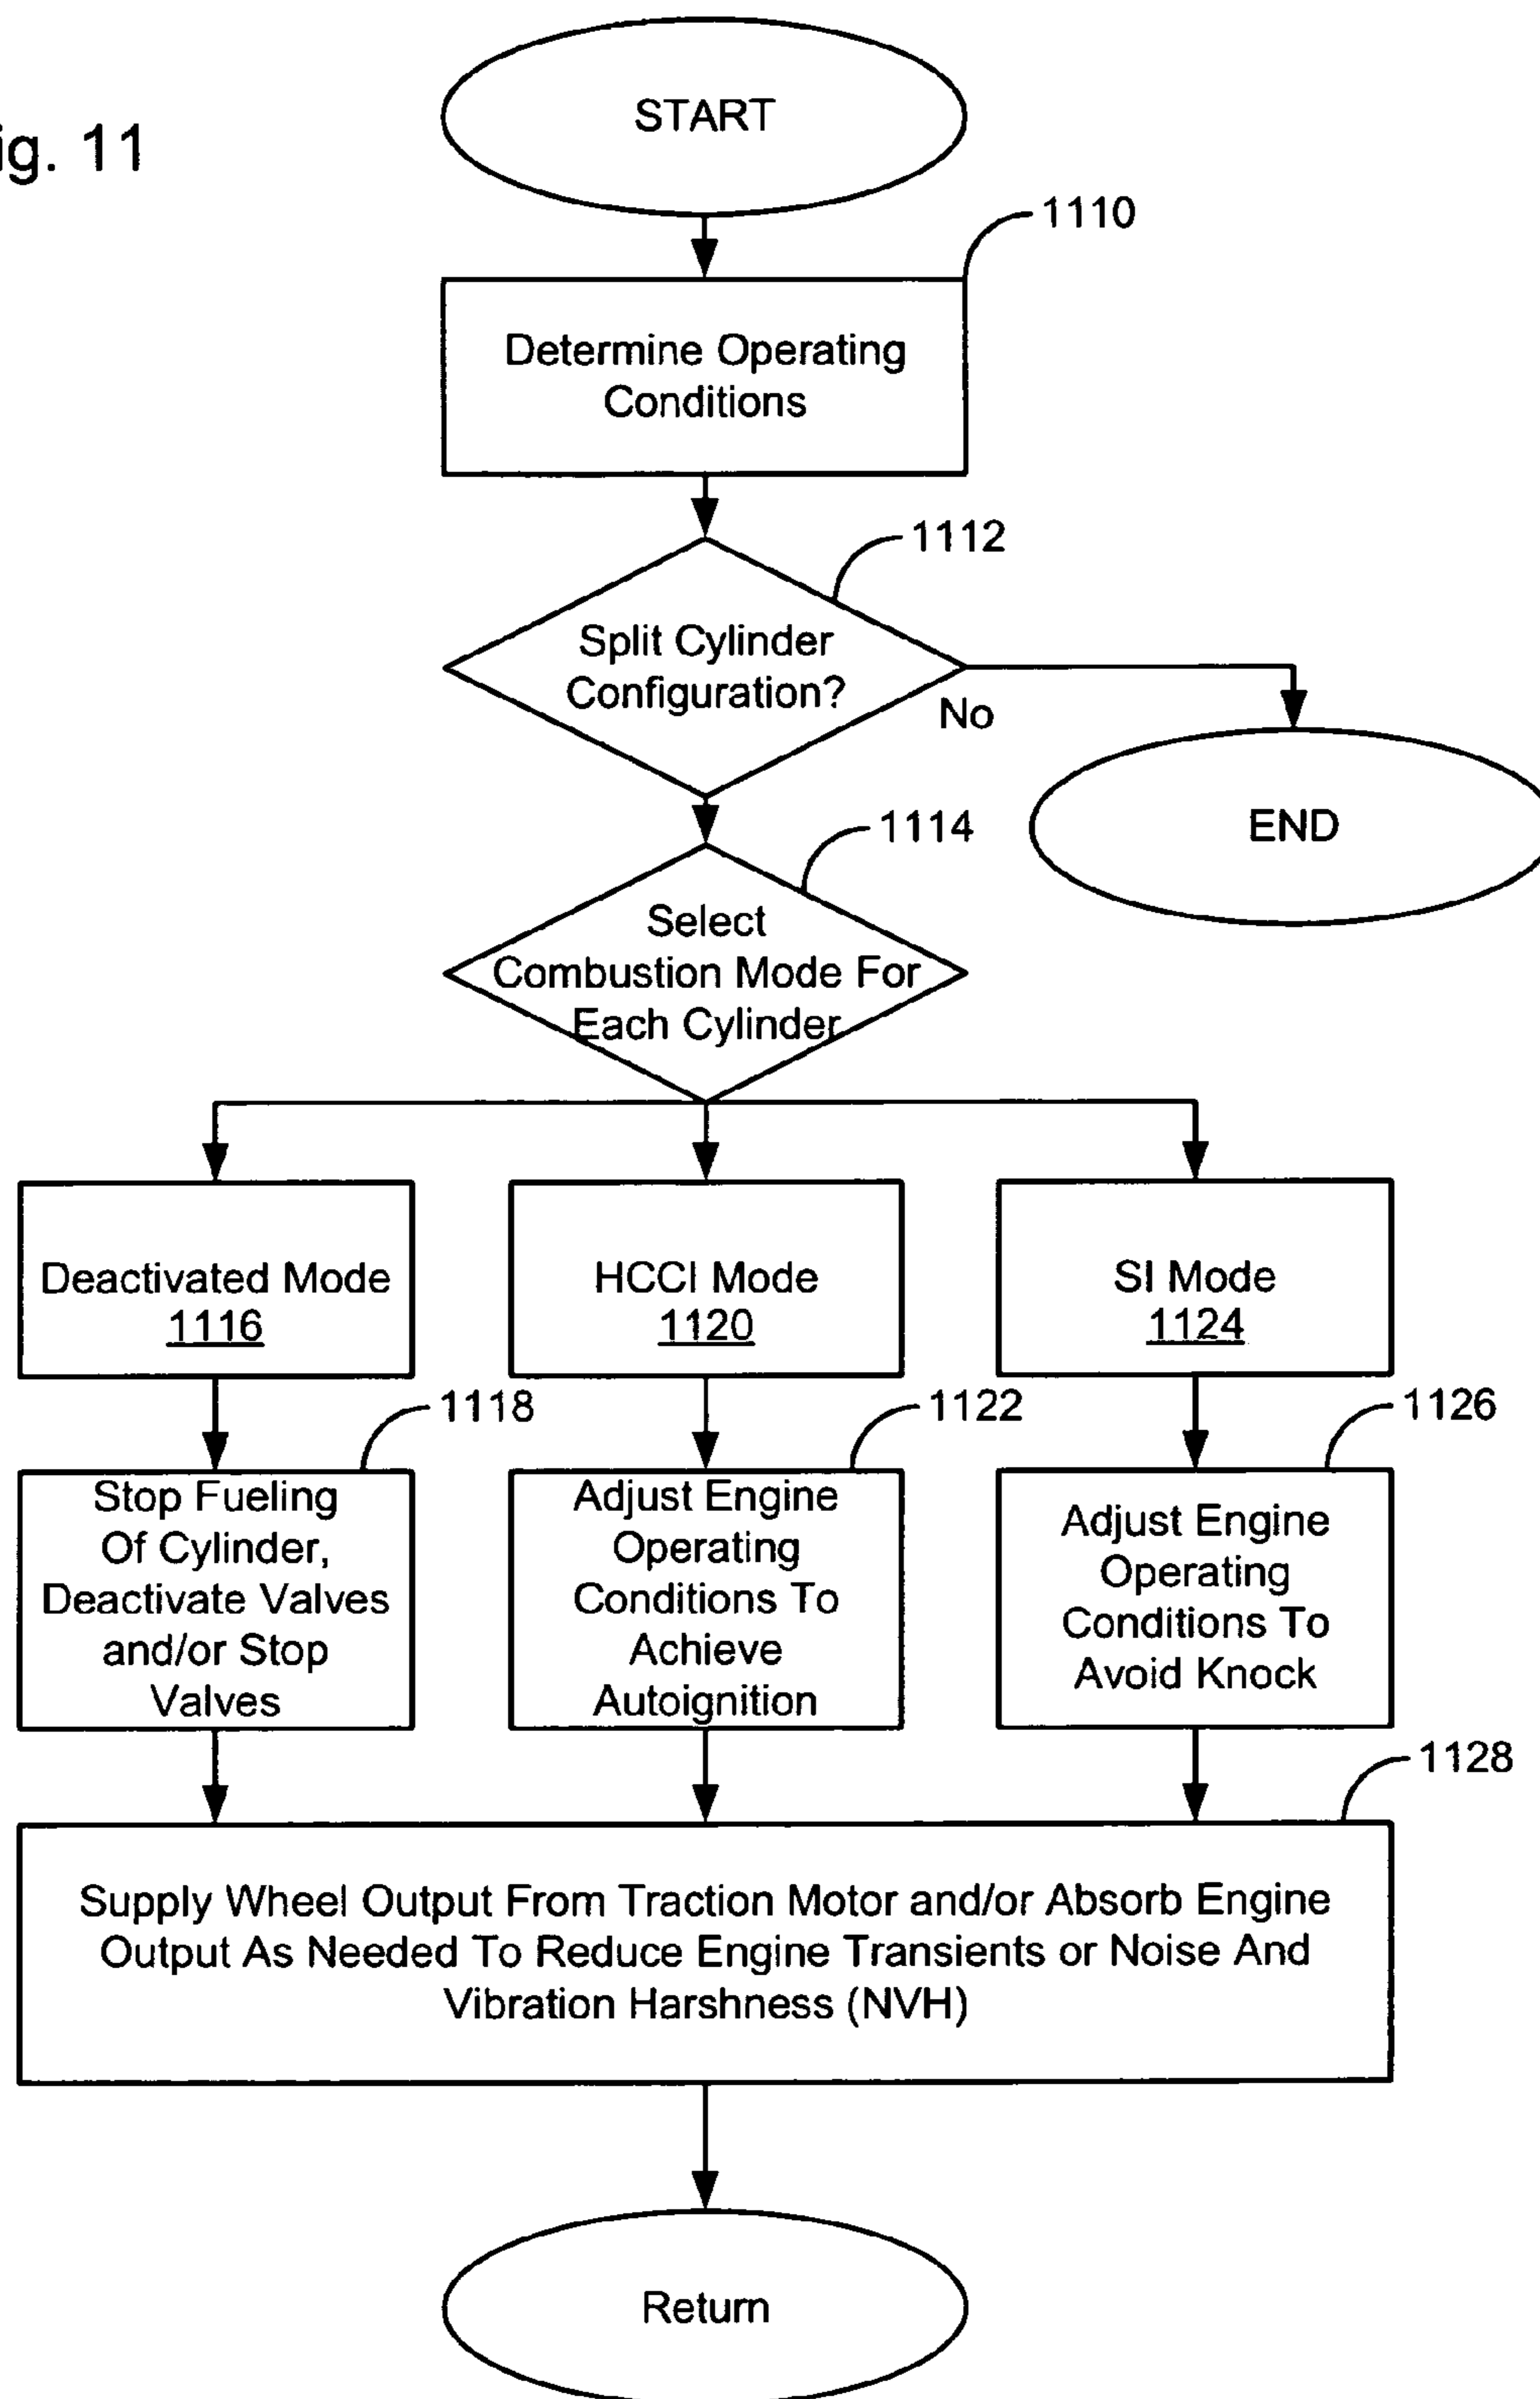 ig. 11
START
1110
Determine Operating
Conditions
1112
Split Cylinder
Configuration?
No
END
1114
Select
Combustion Mode For
Each Cylinder
Deactivated Mode
1116
HCCI Mode
1120
SI Mode
1124
1118
Stop Fueling
Of Cylinder,
Deactivate Valves
and/or Stop
Valves
1122
Adjust Engine
Operating
Conditions To
Achieve
Autoignition
1126
Adjust Engine
Operating
Conditions To
Avoid Knock
1128
Supply Wheel Output From Traction Motor and/or Absorb Engine
Output As Needed To Reduce Engine Transients or Noise And
Vibration Harshness (NVH)
Return